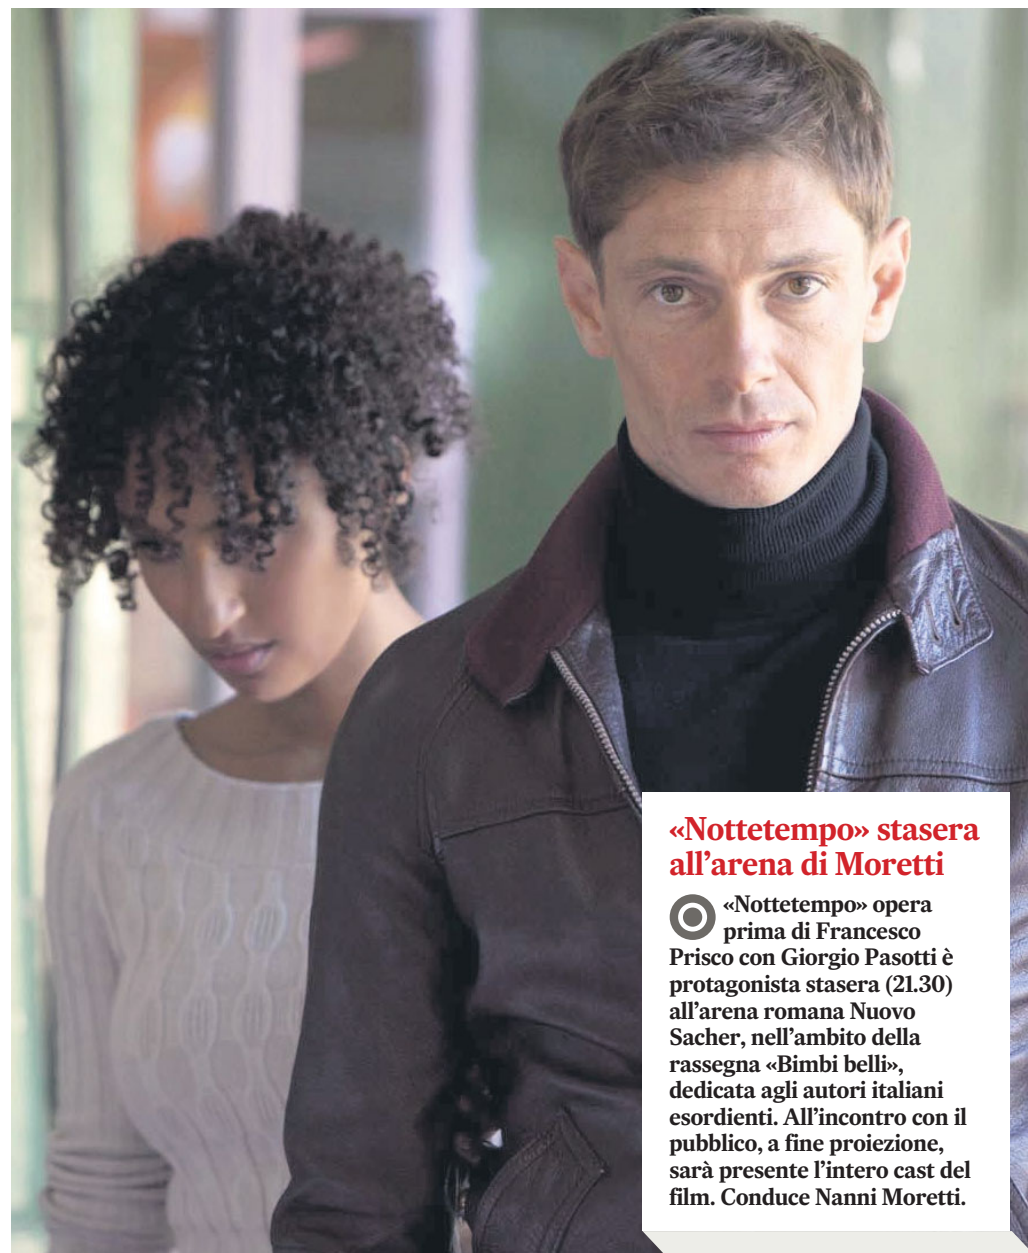 «Nottetempo» stasera
all’arena di Moretti
«Nottetempo» opera
prima di Francesco
Prisco con Giorgio Pasotti è
protagonista stasera (21.30)
all’arena romana Nuovo
Sacher, nell’ambito della
rassegna «Bimbi belli»,
dedicata agli autori italiani
esordienti. All’incontro con il
pubblico, a fine proiezione,
sarà presente l’intero cast del
film. Conduce Nanni Moretti.